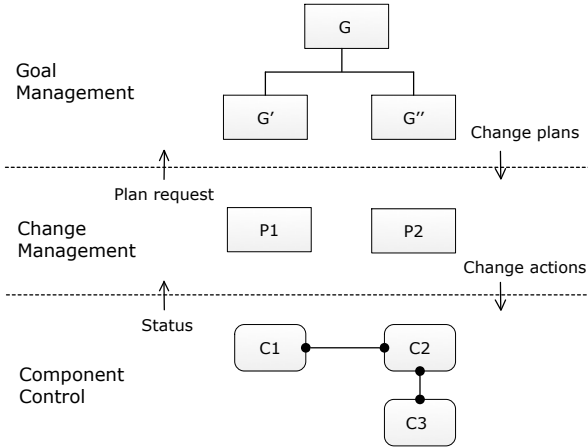 G
Goal
Management
G'
G''
Change plans
Plan request
Change
Management
P1
P2
Change actions
Status
C1
C2
Component
Control
C3